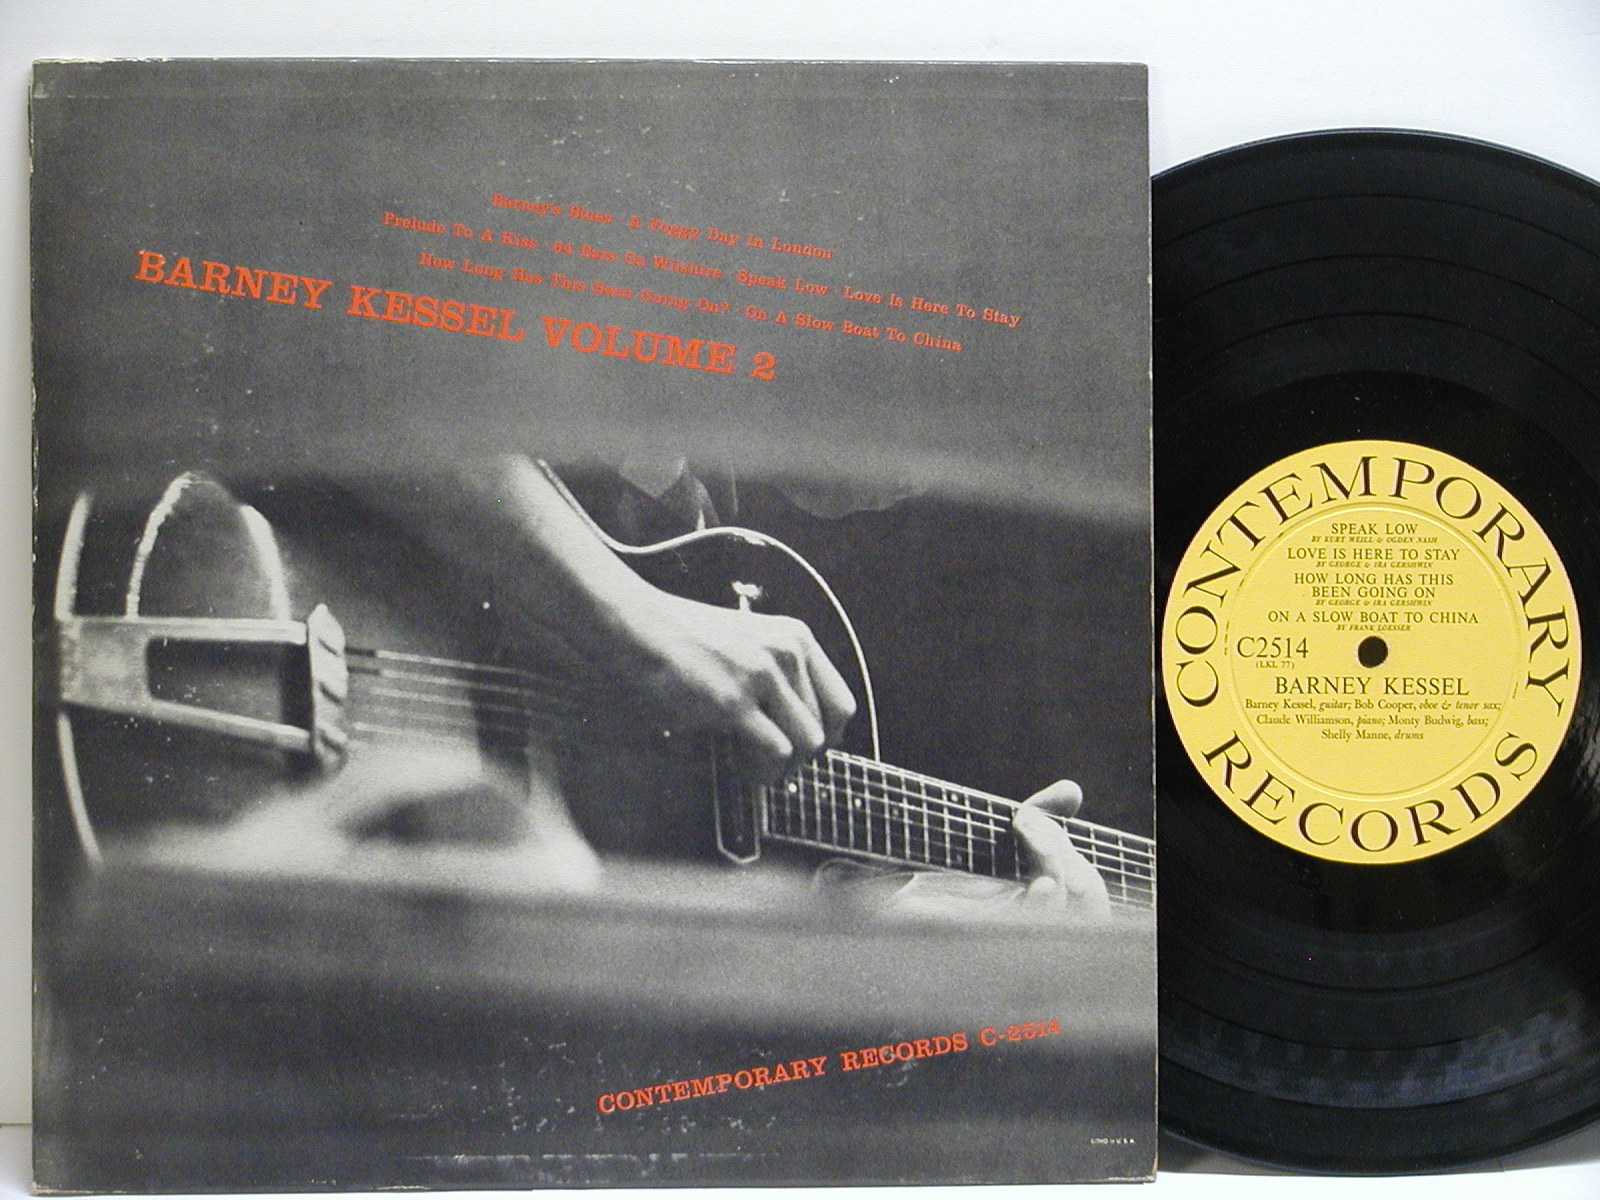 Barney's Blues · A Foggy Day In London
Prelude To A Kiss · 64 Bars On Wilshire · Speak Low · Love Is Here To Stay
How Long Has This Been Going On? · On A Slow Boat To China
BARNEY KESSEL VOLUME 2
CONTEMPORARY RECORDS C-2514
LITHO IN U.S.A.
CONTEMPORARY
SPEAK LOW
BY KURT WEILL & OGDEN NASH
LOVE IS HERE TO STAY
BY GEORGE & IRA GERSHWIN
HOW LONG HAS THIS
BEEN GOING ON
BY GEORGE & IRA GERSHWIN
ON A SLOW BOAT TO CHINA
BY FRANK LOESSER
C2514
(LKL 77)
BARNEY KESSEL
Barney Kessel, guitar; Bob Cooper, oboe & tenor sax;
Claude Williamson, piano; Monty Budwig, bass;
Shelly Manne, drums
RECORDS